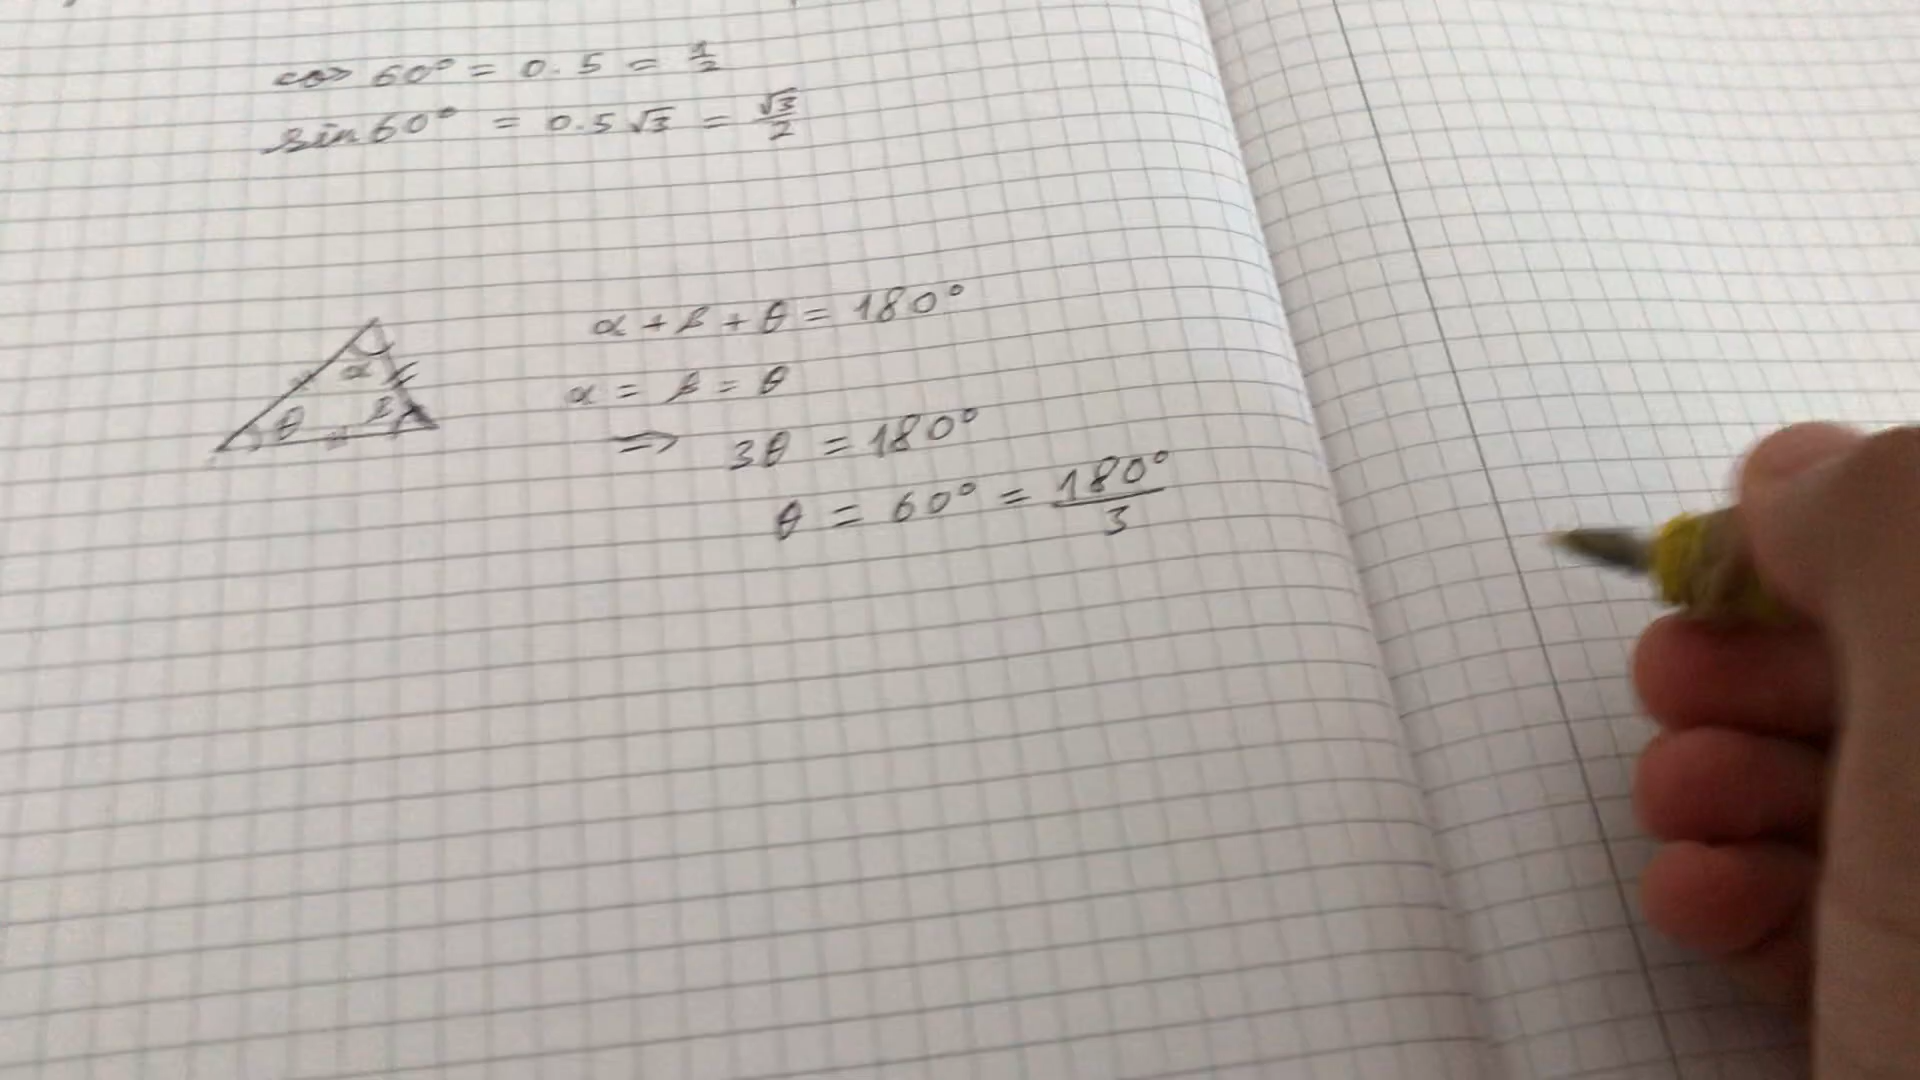 cos 60° = 0.5 = 1/2
sin 60° = 0.5 √3 = √3/2
α + β + θ = 180°
α
α = β = θ
θ β
⇒ 3θ = 180°
θ = 60° = 180°/3